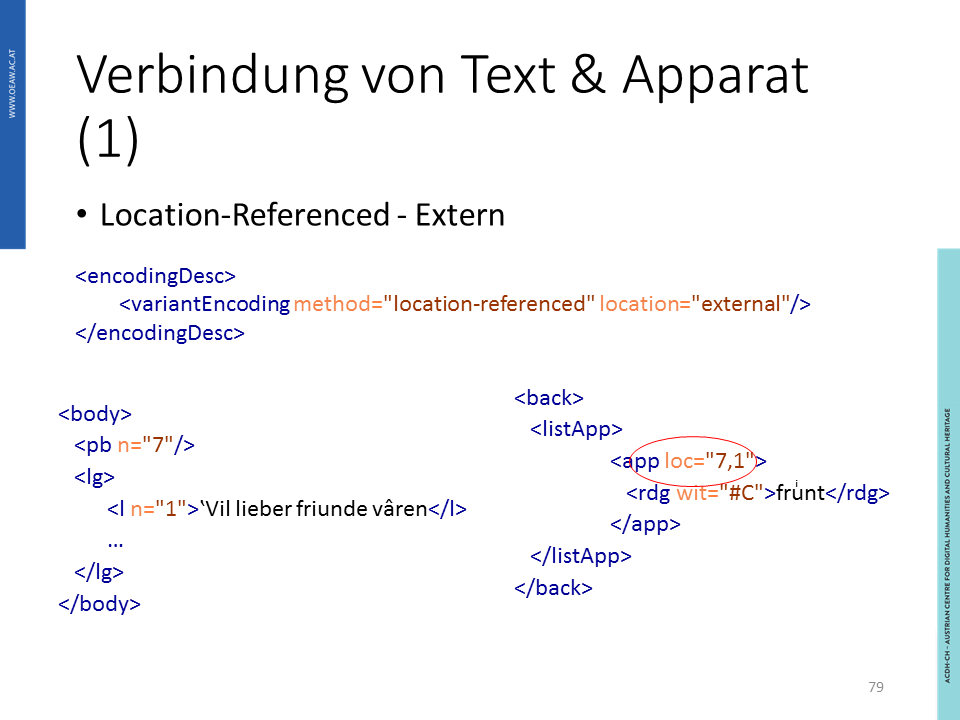 WWW.OEAW.AC.AT
Verbindung von Text & Apparat
(1)
• Location-Referenced - Extern
<encodingDesc>
<variantEncoding method="location-referenced" location="external"/>
</encodingDesc>
<body>
<pb n="7"/>
<lg>
<l n="1">‛Vil lieber friunde vâren</l>
…
</lg>
</body>
<back>
<listApp>
<app loc="7,1">
<rdg wit="#C">fruͥnt</rdg>
</app>
</listApp>
</back>
ACDH-CH – AUSTRIAN CENTRE FOR DIGITAL HUMANITIES AND CULTURAL HERITAGE
79